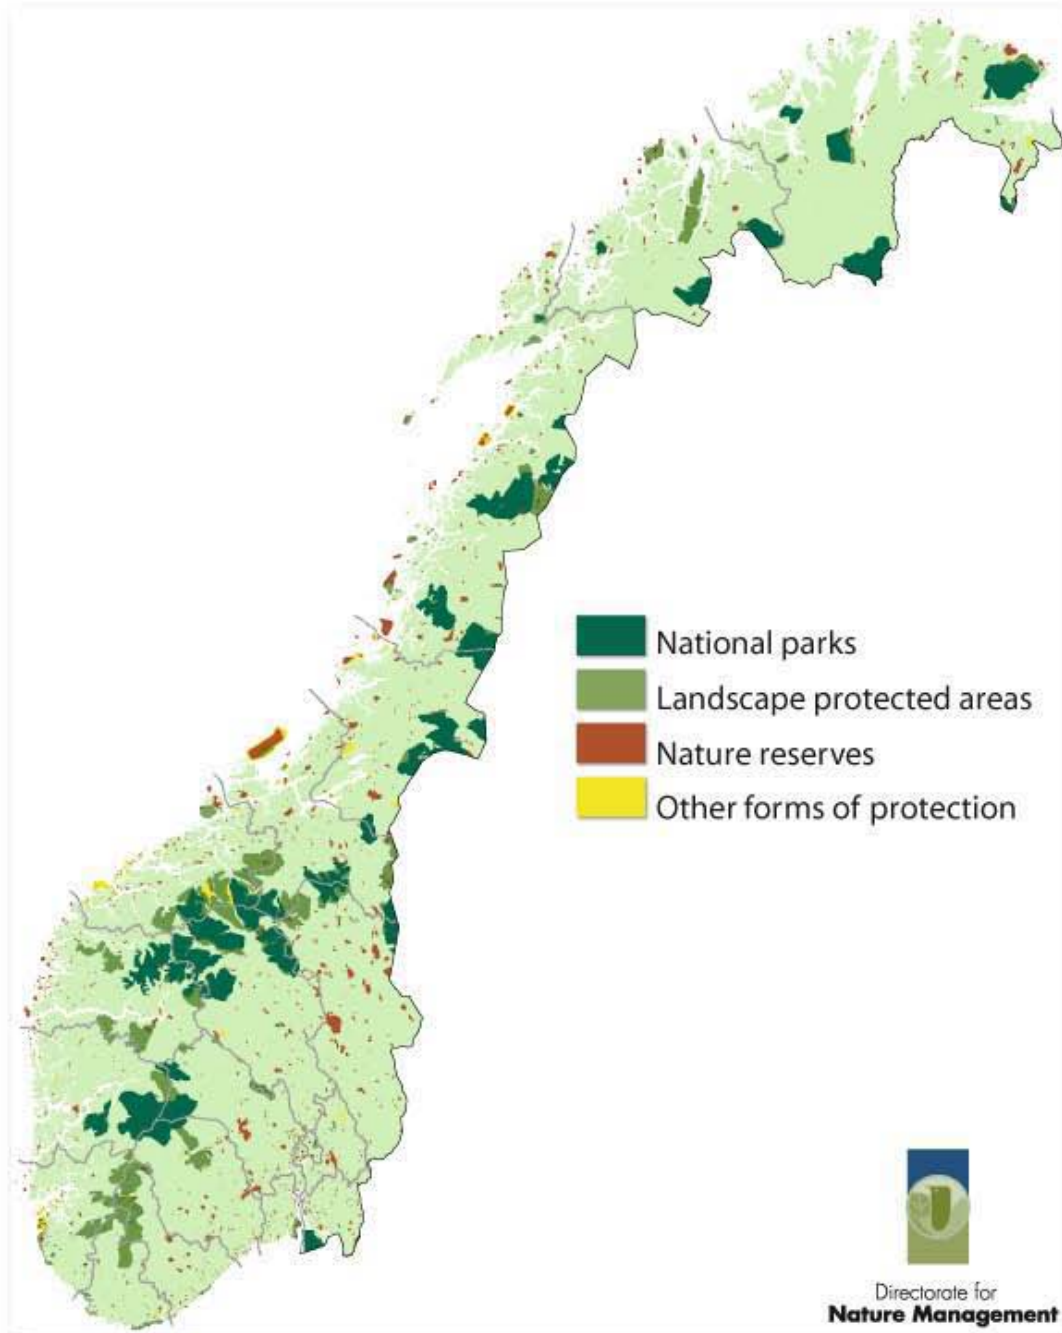 National parks
Landscape protected areas
Nature reserves
Other forms of protection
Directorate for
Nature Management